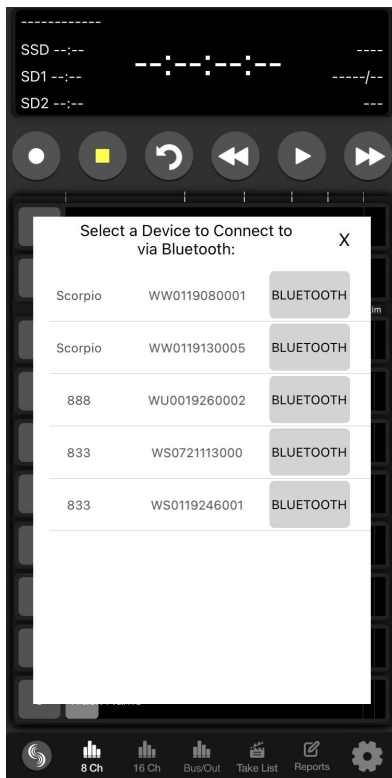 ------------
SSD --:--
SD1 --:--
SD2 --:--
--:--:--:--
----
-----/--
---
Select a Device to Connect to
via Bluetooth:
X
Scorpio WW0119080001 BLUETOOTH
Scorpio WW0119130005 BLUETOOTH
888 WU0019260002 BLUETOOTH
833 WS0721113000 BLUETOOTH
833 WS0119246001 BLUETOOTH
8 Ch 16 Ch Bus/Out Take List Reports